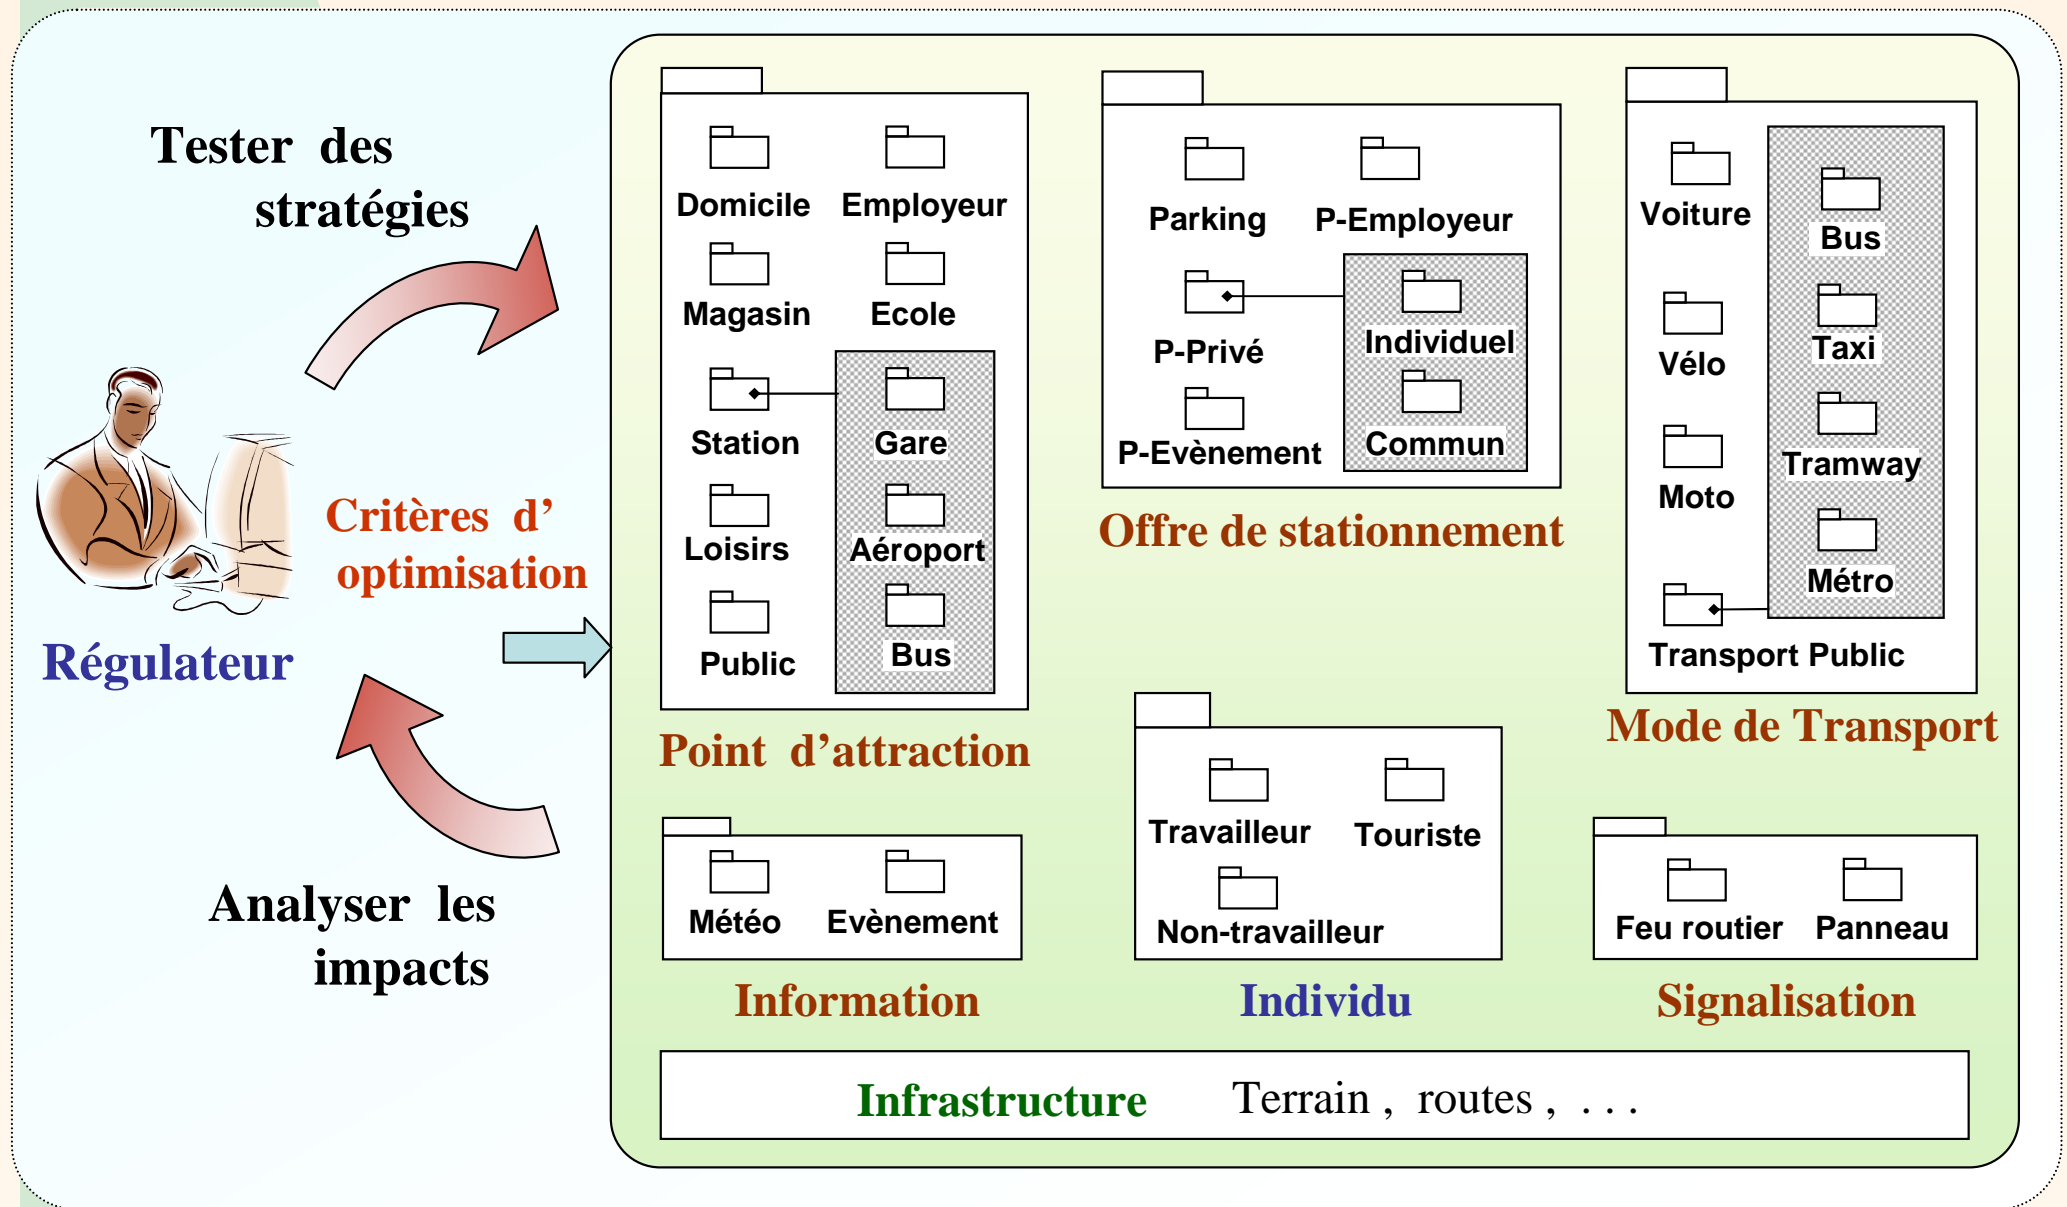 Tester des
stratégies
Critères d’
optimisation
Régulateur
Analyser les
impacts
Domicile Employeur
Magasin Ecole
Station Gare
Loisirs Aéroport
Public Bus
Point d’attraction
Parking P-Employeur
P-Privé Individuel
P-Evènement Commun
Offre de stationnement
Voiture Bus
Vélo Taxi
Moto Tramway
Métro
Transport Public
Mode de Transport
Météo Evènement
Information
Travailleur Touriste
Non-travailleur
Individu
Feu routier Panneau
Signalisation
Infrastructure Terrain , routes , . . .